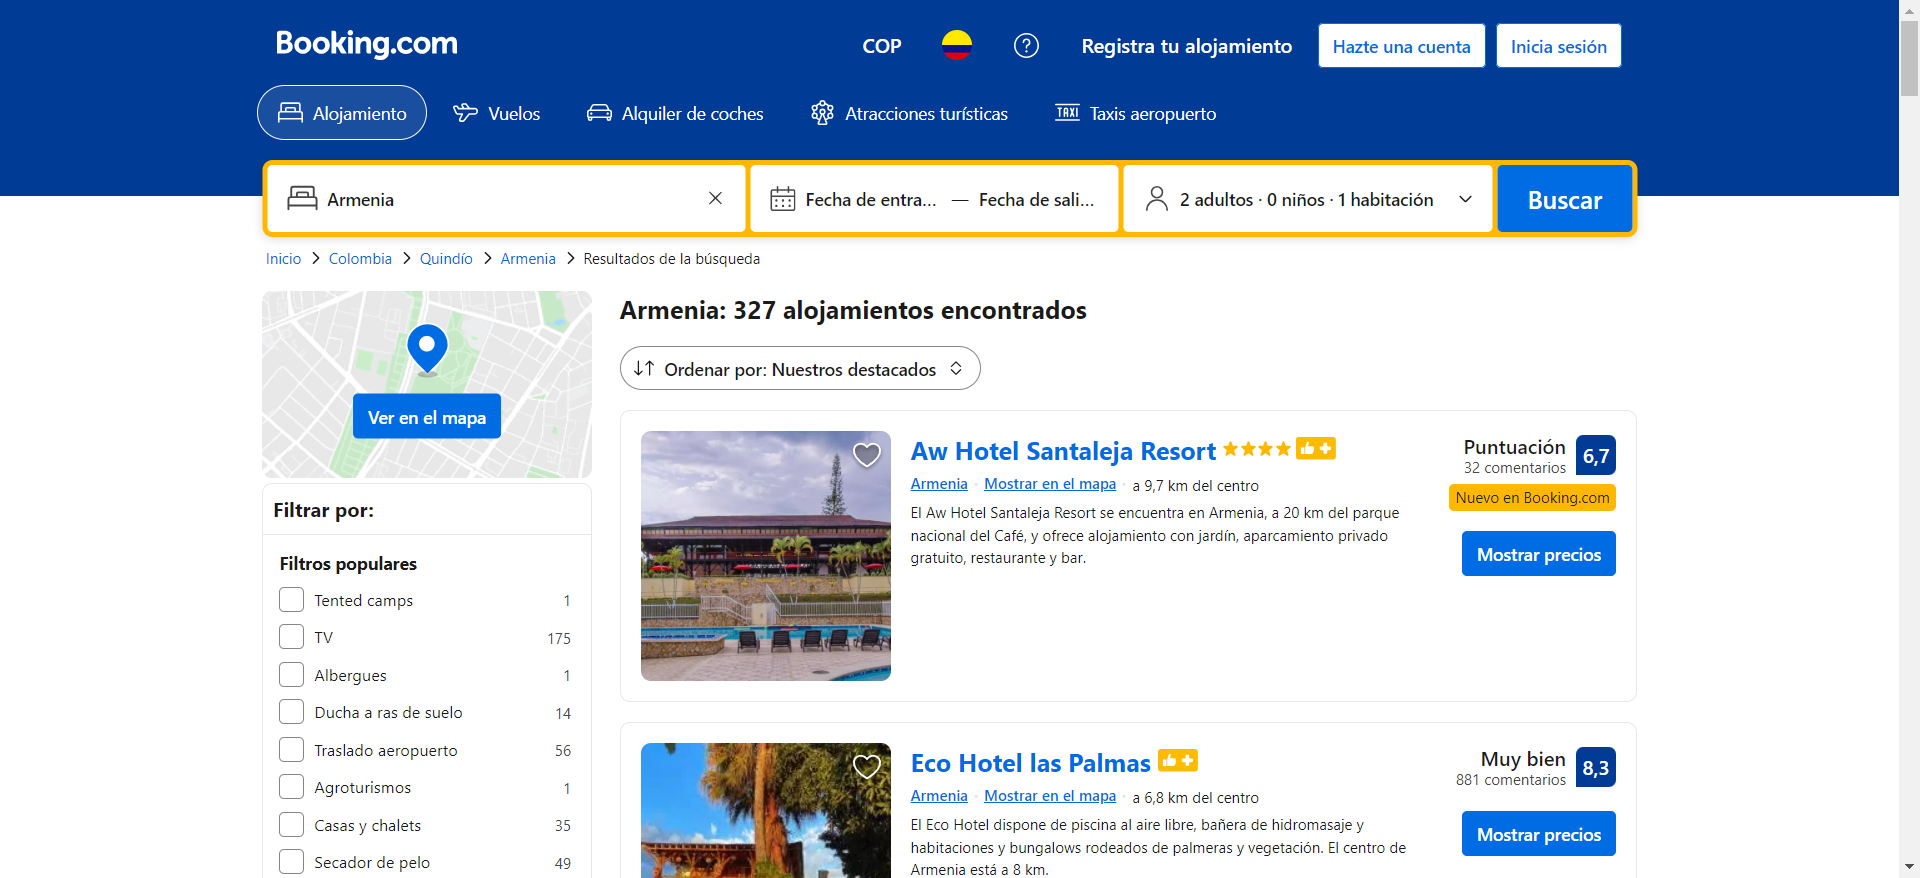 Booking.com
COP
Registra tu alojamiento
Hazte una cuenta
Inicia sesión
Alojamiento
Vuelos
Alquiler de coches
Atracciones turísticas
TAXI
Taxis aeropuerto
Armenia
Fecha de entra... — Fecha de sali...
2 adultos · 0 niños · 1 habitación
Buscar
Inicio > Colombia > Quindío > Armenia > Resultados de la búsqueda
Ver en el mapa
Filtrar por:
Filtros populares
Tented camps 1
TV 175
Albergues 1
Ducha a ras de suelo 14
Traslado aeropuerto 56
Agroturismos 1
Casas y chalets 35
Secador de pelo 49
Armenia: 327 alojamientos encontrados
Ordenar por: Nuestros destacados
Aw Hotel Santaleja Resort
Armenia · Mostrar en el mapa · a 9,7 km del centro
El Aw Hotel Santaleja Resort se encuentra en Armenia, a 20 km del parque
nacional del Café, y ofrece alojamiento con jardín, aparcamiento privado
gratuito, restaurante y bar.
Puntuación 6,7
32 comentarios
Nuevo en Booking.com
Mostrar precios
Eco Hotel las Palmas
Armenia · Mostrar en el mapa · a 6,8 km del centro
El Eco Hotel dispone de piscina al aire libre, bañera de hidromasaje y
habitaciones y bungalows rodeados de palmeras y vegetación. El centro de
Armenia está a 8 km.
Muy bien 8,3
881 comentarios
Mostrar precios